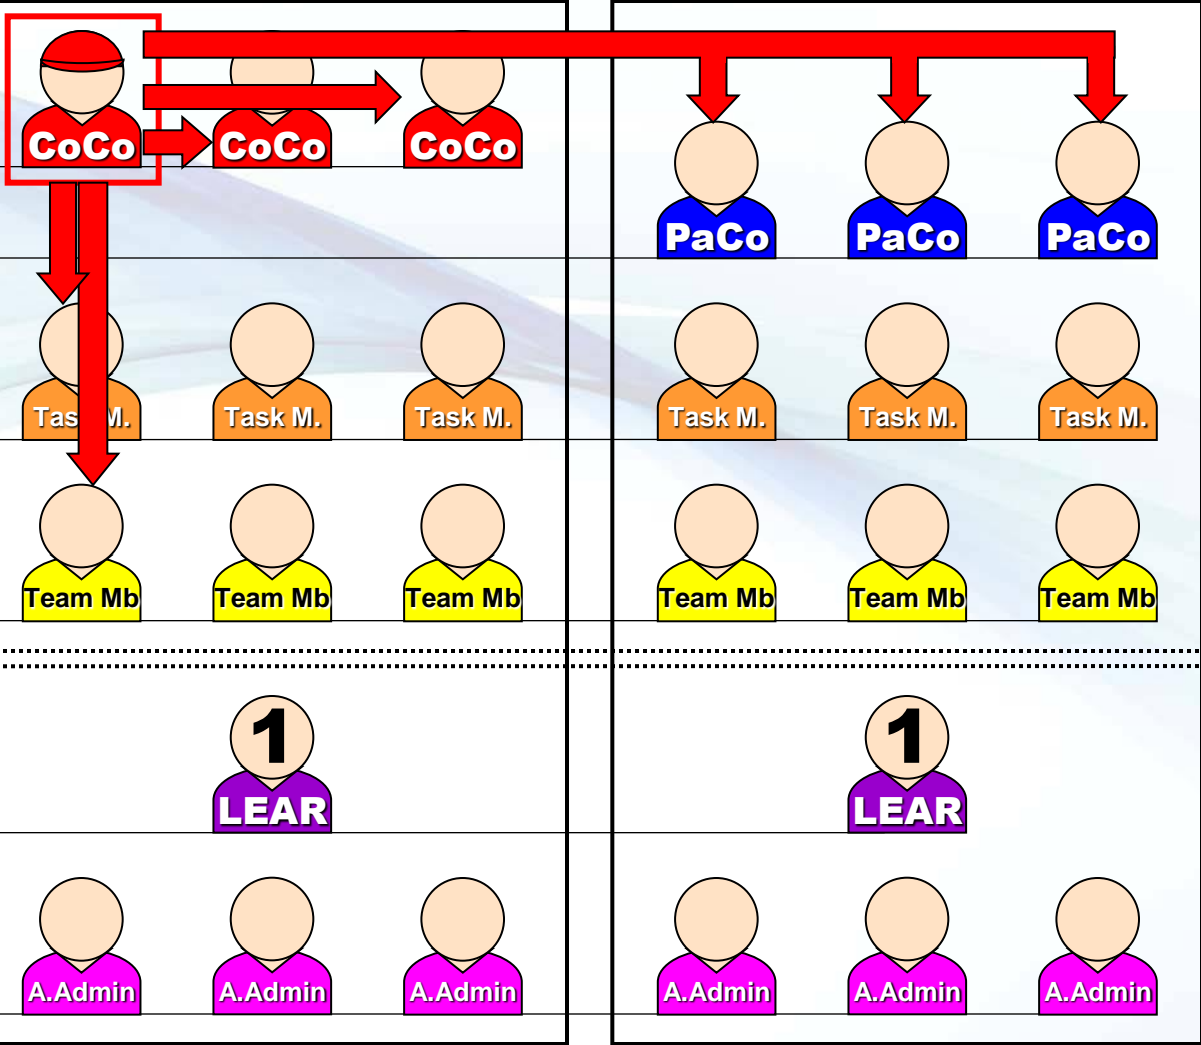 CoCo CoCo CoCo
PaCo PaCo PaCo
Task M. Task M. Task M. Task M. Task M. Task M.
Team Mb Team Mb Team Mb Team Mb Team Mb Team Mb
1 1
LEAR LEAR
A.Admin A.Admin A.Admin A.Admin A.Admin A.Admin